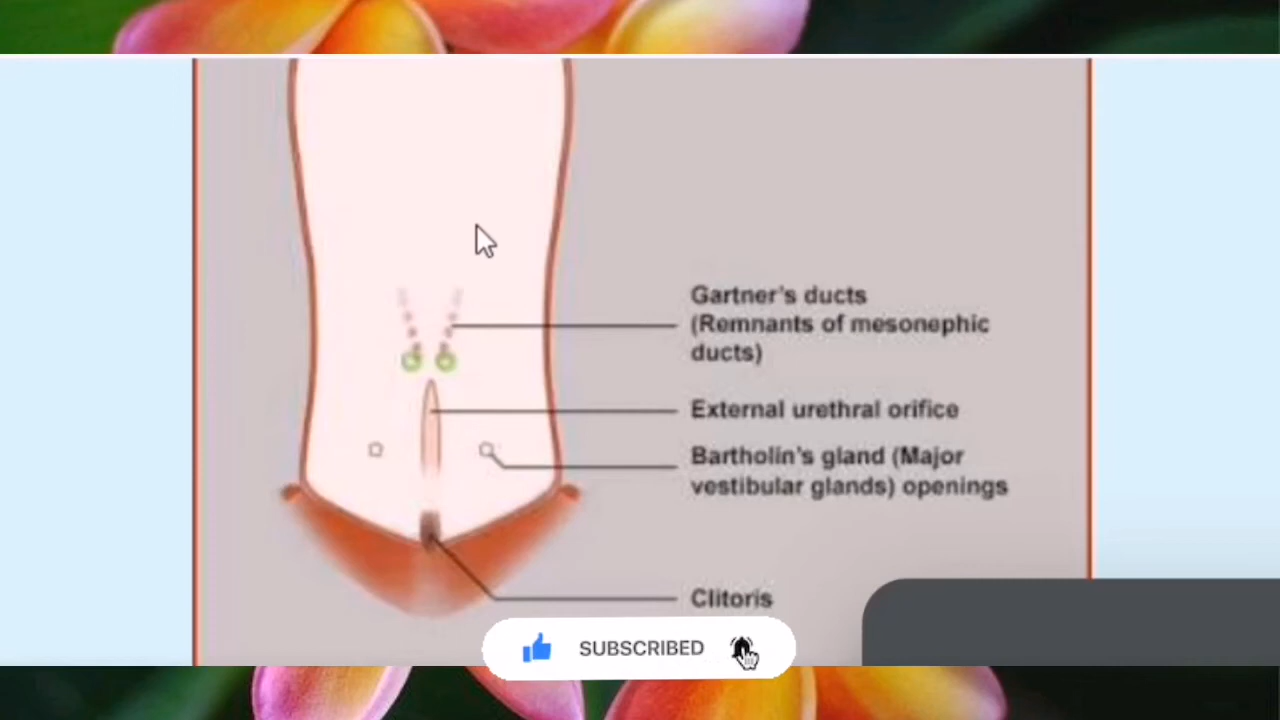 Gartner's ducts
(Remnants of mesonephic
ducts)
External urethral orifice
Bartholin's gland (Major
vestibular glands) openings
Clitoris
SUBSCRIBED